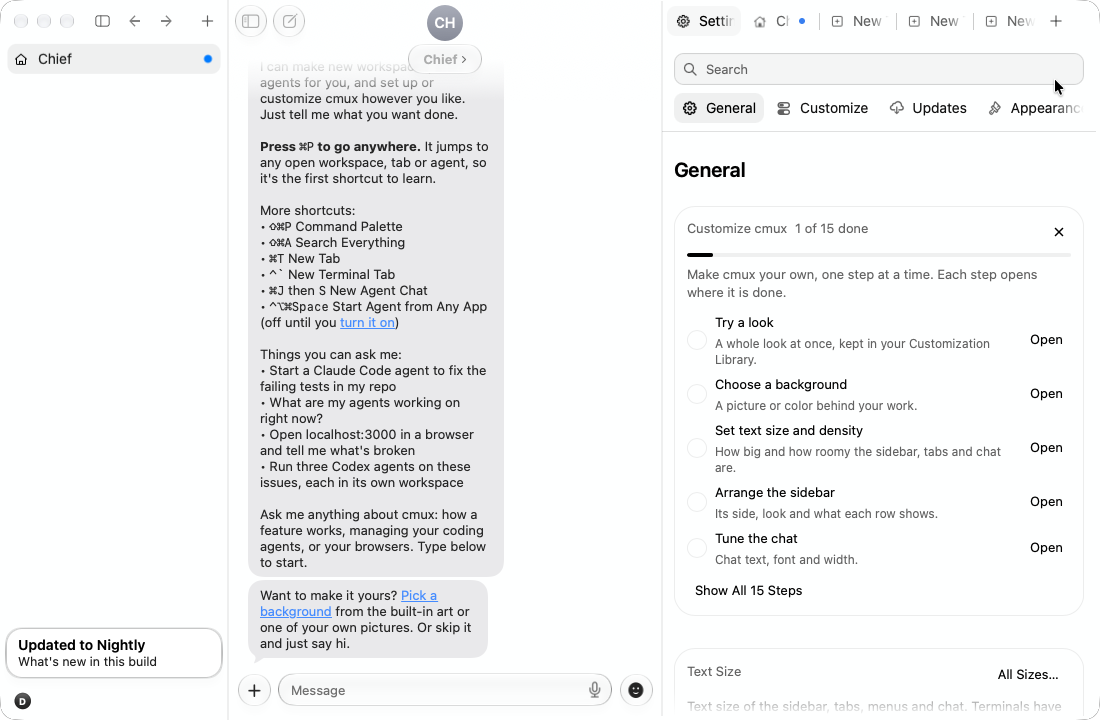 Chief
Updated to Nightly
What's new in this build
D
CH
Chief
I can make new workspac
agents for you, and set up or
customize cmux however you like.
Just tell me what you want done.
Press ⌘P to go anywhere. It jumps to
any open workspace, tab or agent, so
it's the first shortcut to learn.
More shortcuts:
• ⇧⌘P Command Palette
• ⇧⌘A Search Everything
• ⌘T New Tab
• ^` New Terminal Tab
• ⌘J then S New Agent Chat
• ^⌥⌘Space Start Agent from Any App
(off until you turn it on)
Things you can ask me:
• Start a Claude Code agent to fix the
failing tests in my repo
• What are my agents working on
right now?
• Open localhost:3000 in a browser
and tell me what's broken
• Run three Codex agents on these
issues, each in its own workspace
Ask me anything about cmux: how a
feature works, managing your coding
agents, or your browsers. Type below
to start.
Want to make it yours? Pick a
background from the built-in art or
one of your own pictures. Or skip it
and just say hi.
Message
Settin Ch New New New
Search
General Customize Updates Appearanc
General
Customize cmux 1 of 15 done
Make cmux your own, one step at a time. Each step opens
where it is done.
Try a look
A whole look at once, kept in your Customization
Library.
Open
Choose a background
A picture or color behind your work.
Open
Set text size and density
How big and how roomy the sidebar, tabs and chat
are.
Open
Arrange the sidebar
Its side, look and what each row shows.
Open
Tune the chat
Chat text, font and width.
Open
Show All 15 Steps
Text Size
All Sizes...
Text size of the sidebar, tabs, menus and chat. Terminals have